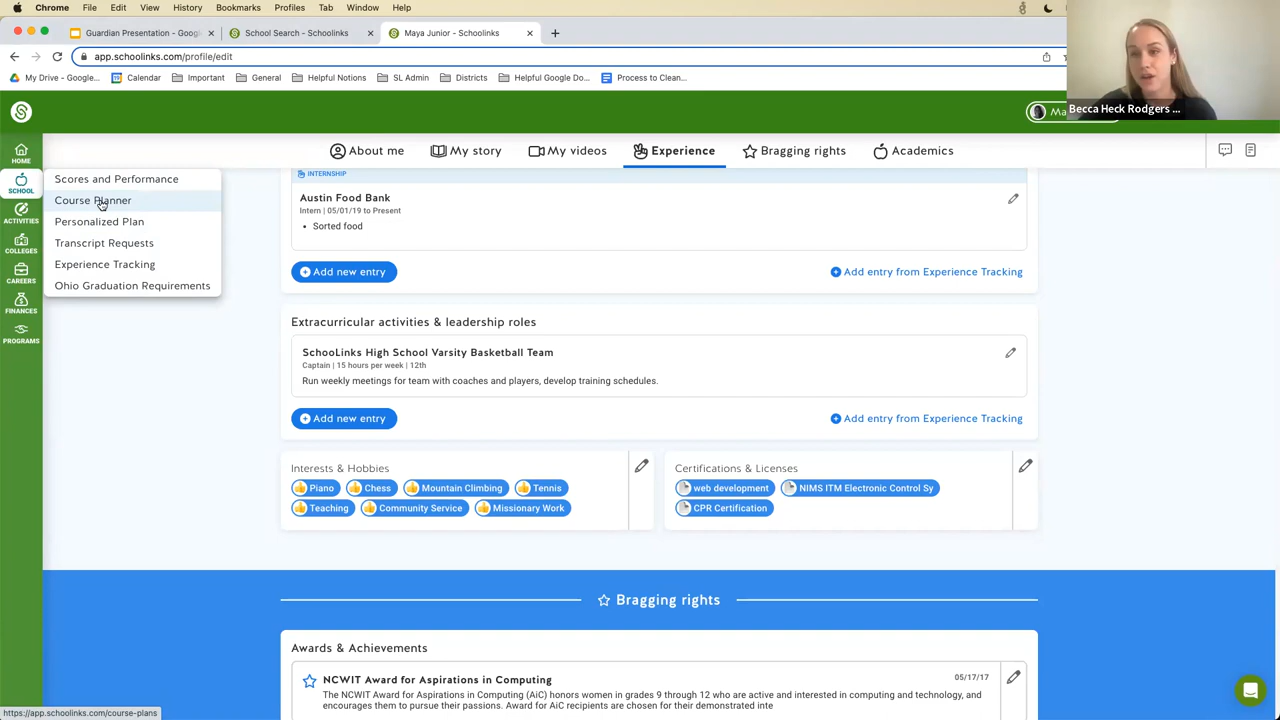 Chrome File Edit View History Bookmarks Profiles Tab Window Help
Guardian Presentation - Googl
School Search - Schoolinks
Maya Junior - Schoolinks
app.schoolinks.com/profile/edit
My Drive - Google...
Calendar
Important
General
Helpful Notions
SL Admin
Districts
Helpful Google Do...
Process to Clean...
Ma
Becca Heck Rodgers ...
About me
My story
My videos
Experience
Bragging rights
Academics
HOME
SCHOOL
ACTIVITIES
COLLEGES
CAREERS
FINANCES
PROGRAMS
Scores and Performance
Course Planner
Personalized Plan
Transcript Requests
Experience Tracking
Ohio Graduation Requirements
INTERNSHIP
Austin Food Bank
Intern | 05/01/19 to Present
• Sorted food
Add new entry
Add entry from Experience Tracking
Extracurricular activities & leadership roles
SchooLinks High School Varsity Basketball Team
Captain | 15 hours per week | 12th
Run weekly meetings for team with coaches and players, develop training schedules.
Add new entry
Add entry from Experience Tracking
Interests & Hobbies
Piano
Chess
Mountain Climbing
Tennis
Teaching
Community Service
Missionary Work
Certifications & Licenses
web development
NIMS ITM Electronic Control Sy
CPR Certification
Bragging rights
Awards & Achievements
NCWIT Award for Aspirations in Computing
05/17/17
The NCWIT Award for Aspirations in Computing (AiC) honors women in grades 9 through 12 who are active and interested in computing and technology, and
encourages them to pursue their passions. Award for AiC recipients are chosen for their demonstrated inte
https://app.schoolinks.com/course-plans